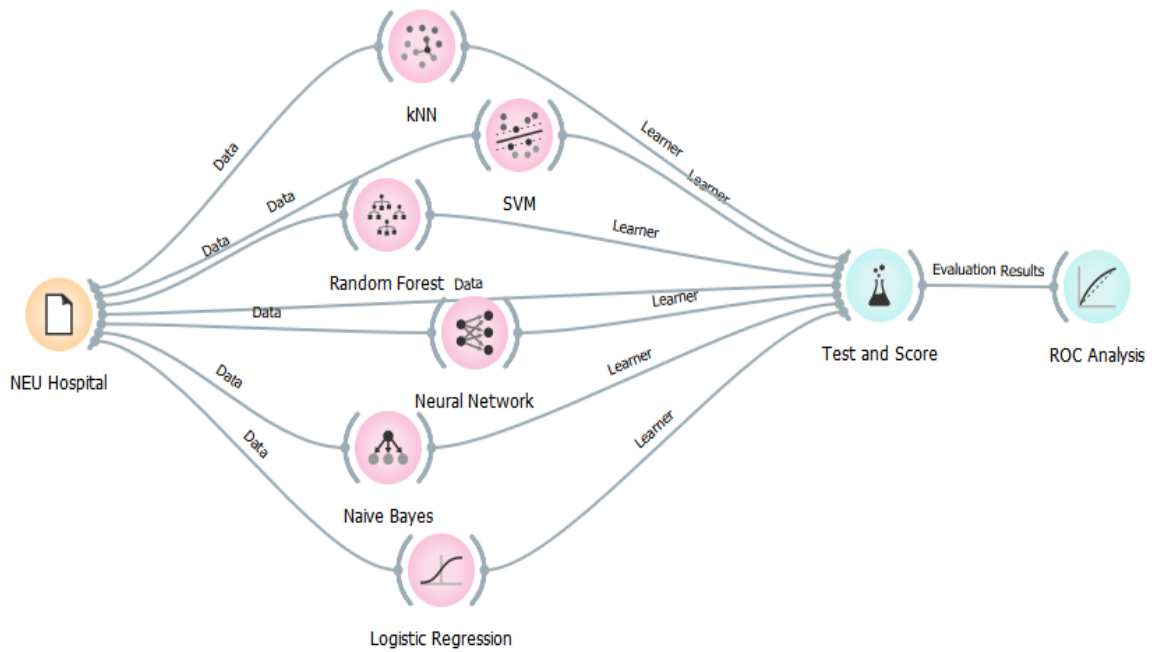 kNN
Learner
Data
Learner
SVM
Data
Learner
Data
Random Forest
Data
Evaluation Results
Learner
Data
NEU Hospital
Test and Score
ROC Analysis
Learner
Data
Neural Network
Data
Learner
Naive Bayes
Logistic Regression